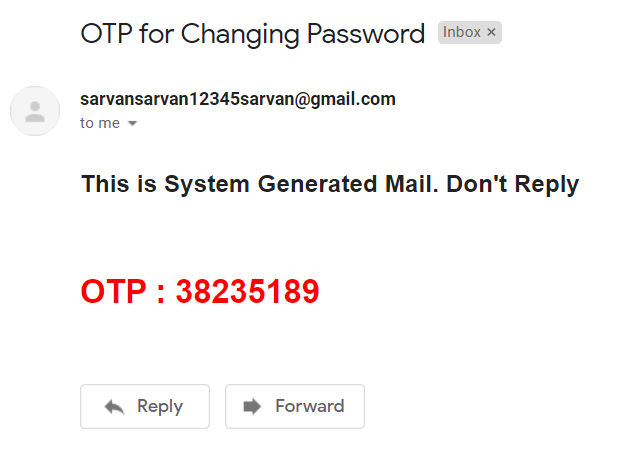 OTP for Changing Password Inbox ×
sarvansarvan12345sarvan@gmail.com
to me
This is System Generated Mail. Don't Reply
OTP : 38235189
Reply Forward